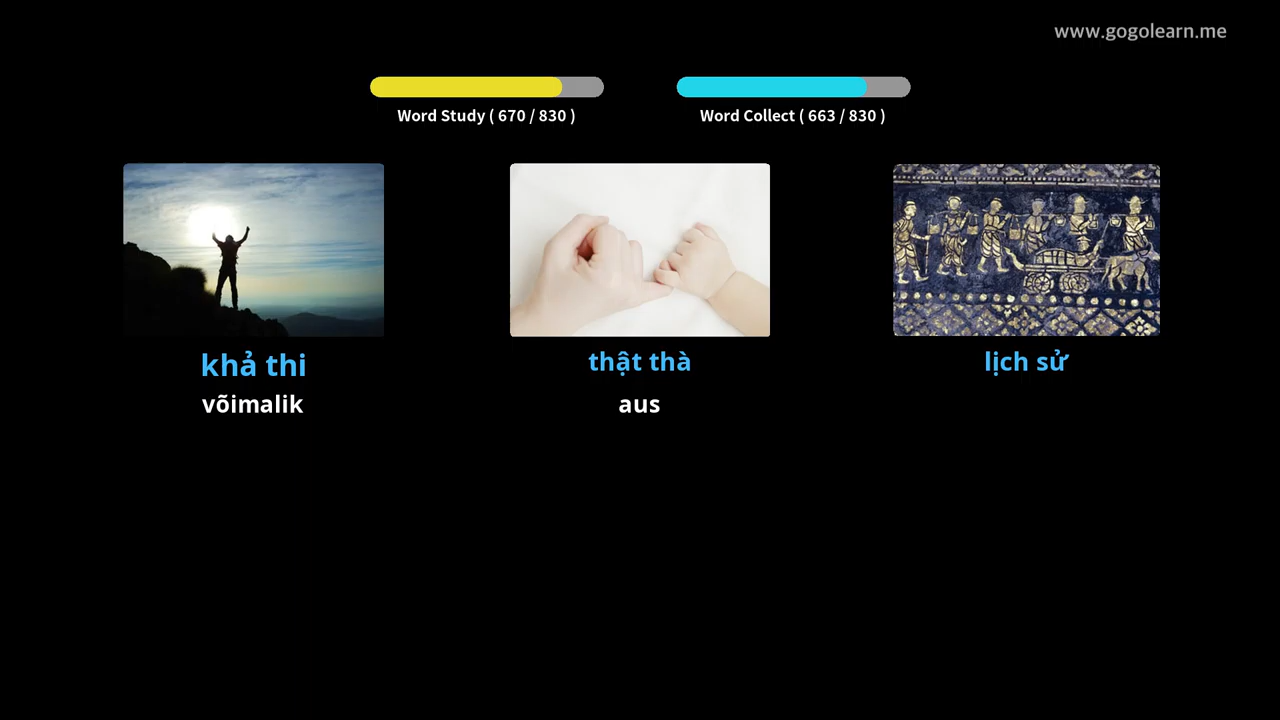 www.gogolearn.me
Word Study ( 670 / 830 )
Word Collect ( 663 / 830 )
khả thi
thật thà
lịch sử
võimalik
aus